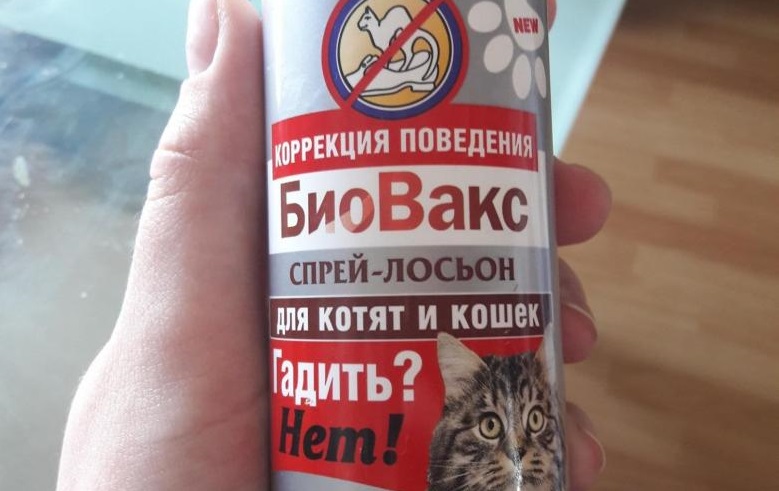 NEW
КОРРЕКЦИЯ ПОВЕДЕНИЯ
БиоВакс
СПРЕЙ-ЛОСЬОН
для котят и кошек
Гадить?
Нет!